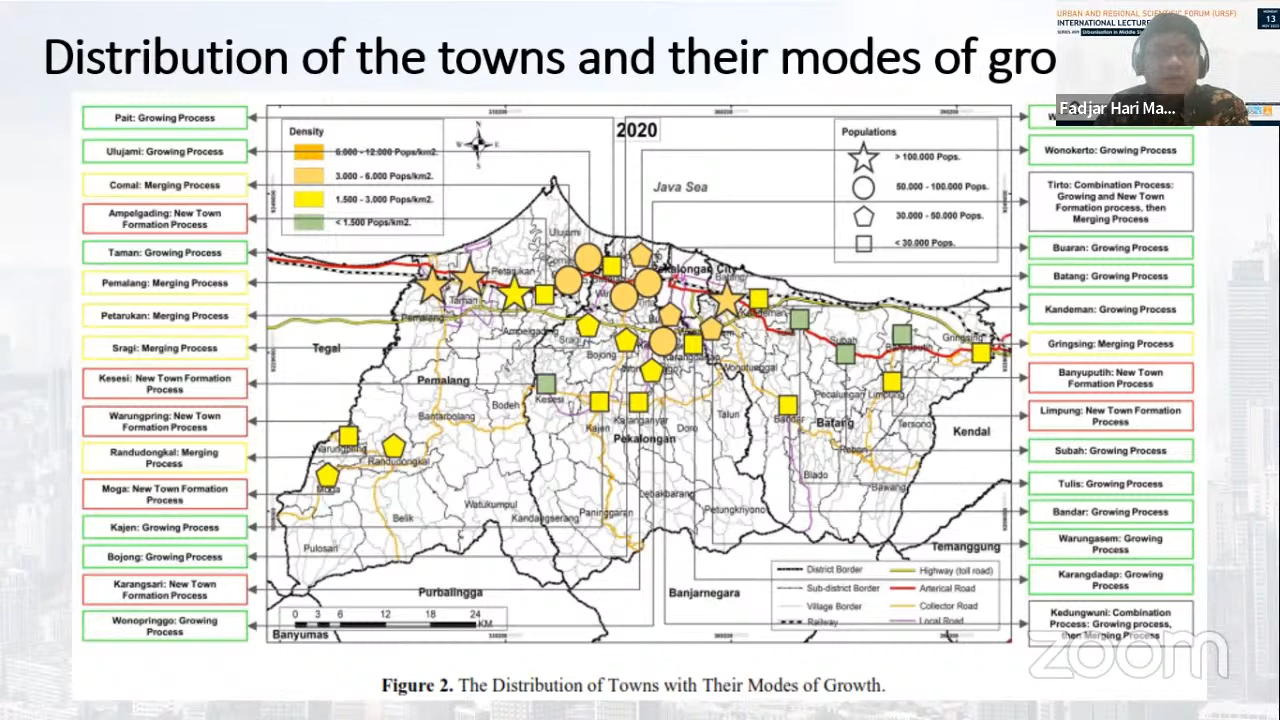 Distribution of the towns and their modes of gro
URBAN AND REGIONAL SCIENTIFIC FORUM (URSF)
INTERNATIONAL LECTURE
13
Fadjar Hari Ma...
Pait: Growing Process
Ulujami: Growing Process
Comal: Merging Process
Ampelgading: New Town
Formation Process
Taman: Growing Process
Pemalang: Merging Process
Petarukan: Merging Process
Sragi: Merging Process
Kesesi: New Town Formation
Process
Warungpring: New Town
Formation Process
Randudongkal: Merging
Process
Moga: New Town Formation
Process
Kajen: Growing Process
Bojong: Growing Process
Karangsari: New Town
Formation Process
Wonopringgo: Growing
Process
Density
6.000 - 12.000 Pops/km2.
3.000 - 6.000 Pops/km2.
1.500 - 3.000 Pops/km2.
< 1.500 Pops/km2.
N
W
E
S
2020
Java Sea
Populations
> 100.000 Pops.
50.000 - 100.000 Pops.
30.000 - 50.000 Pops.
< 30.000 Pops.
Ulujami
Petarukan
Pekalongan City
Batang
Taman
Pemalang
Ampelgading
Sragi
Kandeman
Subah
Gringsing
Tegal
Bojong
Wonotunggal
Pemalang
Kesesi
Bodeh
Bantarbolang
Kajen
Karanganyar
Doro
Talun
Bandar
Pecalungan
Limpung
Batang
Tersono
Kendal
Reban
Pekalongan
Warungpring
Randudongkal
Moga
Blado
Bawang
Lebakbarang
Watukumpul
Kandangserang
Paninggaran
Petungkriyono
Belik
Pulosari
Temanggung
Purbalingga
Banjarnegara
Banyumas
0 3 6 12 18 24
KM
District Border
Sub-district Border
Village Border
Railway
Highway (toll road)
Arterical Road
Collector Road
Local Road
Wonokerto: Growing Process
Tirto: Combination Process:
Growing and New Town
Formation process, then
Merging Process
Buaran: Growing Process
Batang: Growing Process
Kandeman: Growing Process
Gringsing: Merging Process
Banyuputih: New Town
Formation Process
Limpung: New Town Formation
Process
Subah: Growing Process
Tulis: Growing Process
Bandar: Growing Process
Warungasem: Growing
Process
Karangdadap: Growing
Process
Kedungwuni: Combination
Process: Growing process,
then Merging Process
zoom
Figure 2. The Distribution of Towns with Their Modes of Growth.